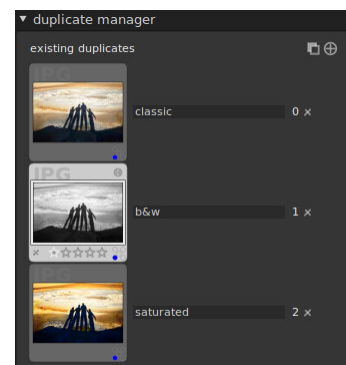 duplicate manager
existing duplicates
JPG
classic 0 ×
JPG
b&w 1 ×
JPG
saturated 2 ×